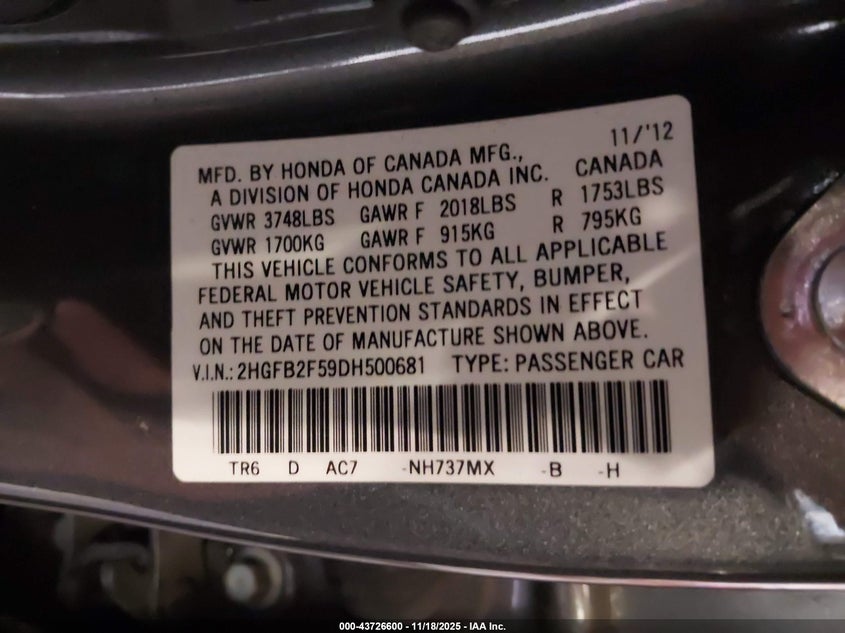 11/'12
MFD. BY HONDA OF CANADA MFG.,
A DIVISION OF HONDA CANADA INC. CANADA
GVWR 3748LBS GAWR F 2018LBS R 1753LBS
GVWR 1700KG GAWR F 915KG R 795KG
THIS VEHICLE CONFORMS TO ALL APPLICABLE
FEDERAL MOTOR VEHICLE SAFETY, BUMPER,
AND THEFT PREVENTION STANDARDS IN EFFECT
ON THE DATE OF MANUFACTURE SHOWN ABOVE.
V.I.N.: 2HGFB2F59DH500681 TYPE: PASSENGER CAR
TR6 D AC7 -NH737MX -B -H
000-43726600 - 11/18/2025 - IAA Inc.